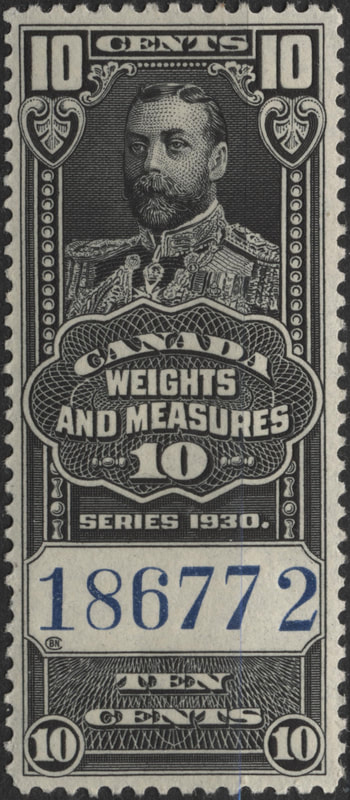 10 CENTS 10
CANADA
WEIGHTS
AND MEASURES
10
SERIES 1930.
186772
BN
TEN
CENTS
10 10